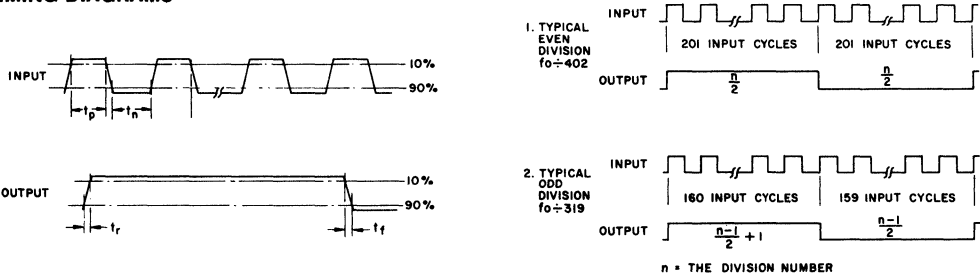 INPUT
10%
90%
tp
tn
OUTPUT
10%
90%
tr
tf
1. TYPICAL
EVEN
DIVISION
fo÷402
INPUT
201 INPUT CYCLES
201 INPUT CYCLES
OUTPUT
n/2
n/2
2. TYPICAL
ODD
DIVISION
fo÷319
INPUT
160 INPUT CYCLES
159 INPUT CYCLES
OUTPUT
n-1/2 + 1
n-1/2
n = THE DIVISION NUMBER